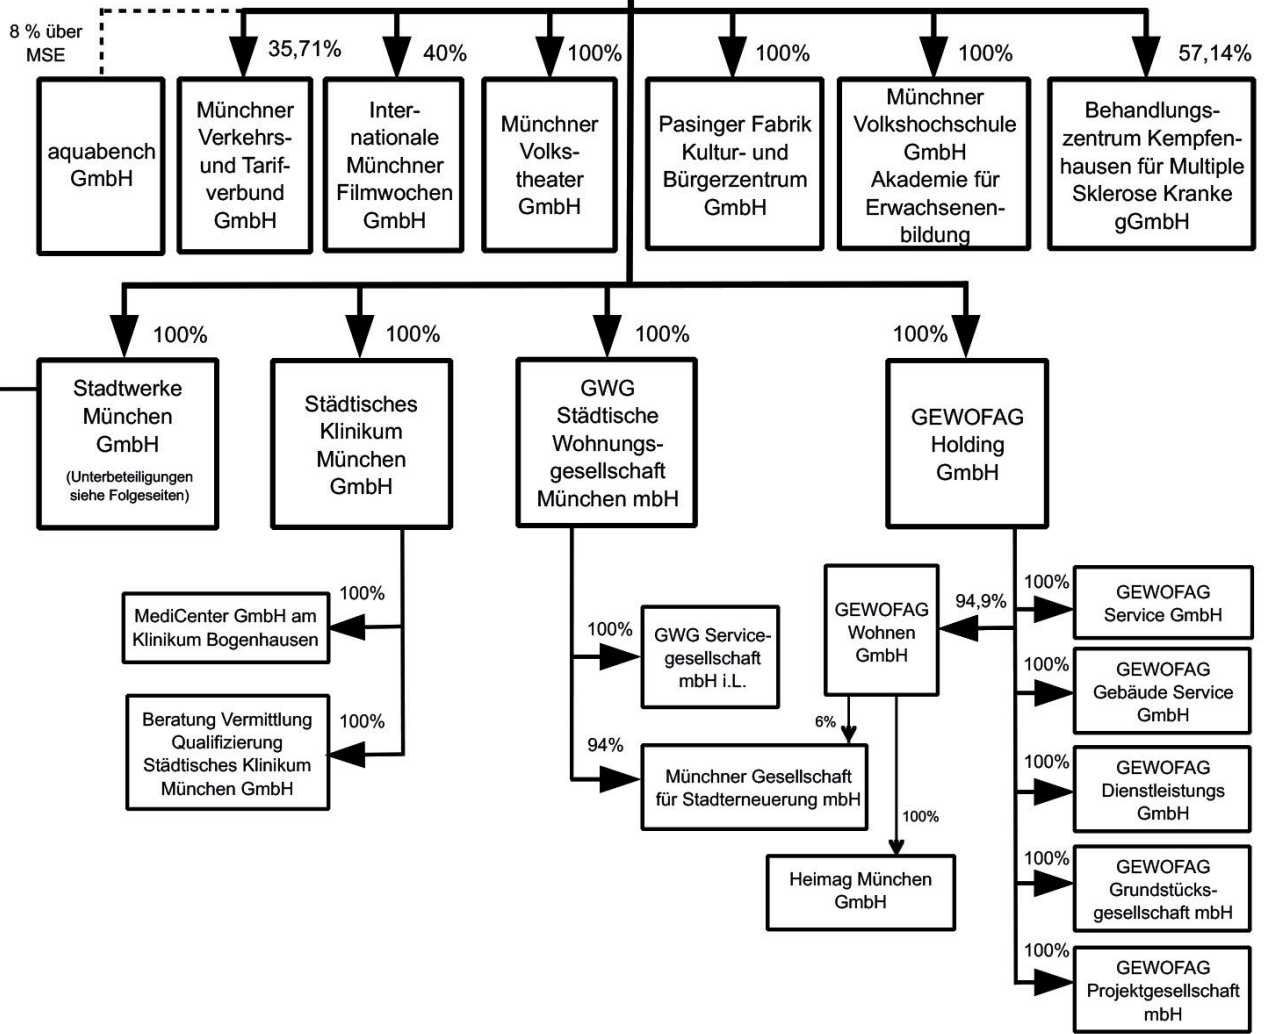 8 % über
MSE
35,71%
40%
100%
100%
100%
57,14%
aquabench
GmbH
Münchner
Verkehrs-
und Tarif-
verbund
GmbH
Inter-
nationale
Münchner
Filmwochen
GmbH
Münchner
Volks-
theater
GmbH
Pasinger Fabrik
Kultur- und
Bürgerzentrum
GmbH
Münchner
Volkshochschule
GmbH
Akademie für
Erwachsenen-
bildung
Behandlungs-
zentrum Kempfen-
hausen für Multiple
Sklerose Kranke
gGmbH
100%
100%
100%
100%
Stadtwerke
München
GmbH
(Unterbeteiligungen
siehe Folgeseiten)
Städtisches
Klinikum
München
GmbH
GWG
Städtische
Wohnungs-
gesellschaft
München mbH
GEWOFAG
Holding
GmbH
100%
MediCenter GmbH am
Klinikum Bogenhausen
100%
Beratung Vermittlung
Qualifizierung
Städtisches Klinikum
München GmbH
100%
GWG Service-
gesellschaft
mbH i.L.
94%
Münchner Gesellschaft
für Stadterneuerung mbH
94,9%
GEWOFAG
Wohnen
GmbH
6%
100%
Heimag München
GmbH
100%
GEWOFAG
Service GmbH
100%
GEWOFAG
Gebäude Service
GmbH
100%
GEWOFAG
Dienstleistungs
GmbH
100%
GEWOFAG
Grundstücks-
gesellschaft mbH
100%
GEWOFAG
Projektgesellschaft
mbH